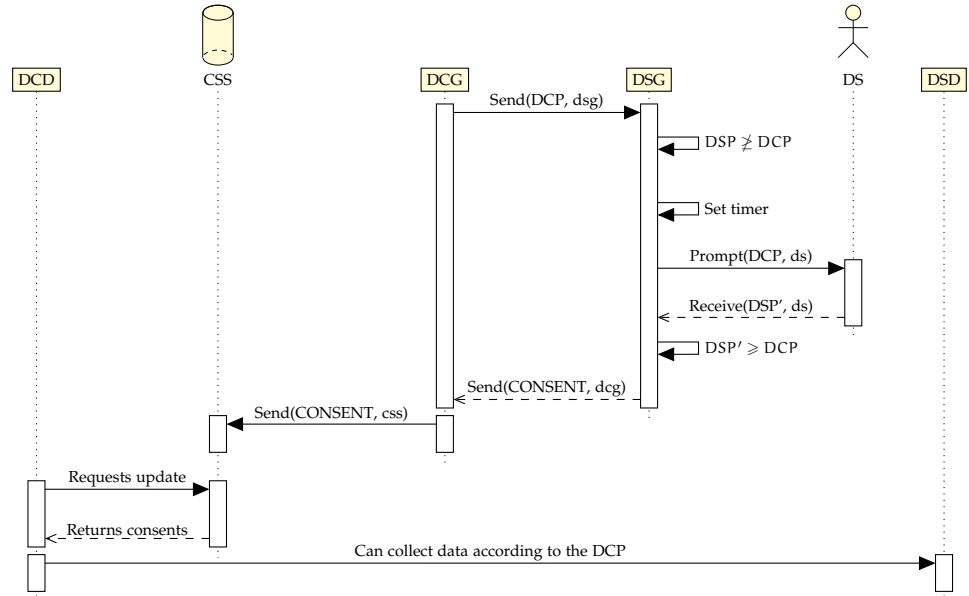 DCD
CSS
DCG
DSG
DS
DSD
Send(DCP, dsg)
DSP ≱ DCP
Set timer
Prompt(DCP, ds)
Receive(DSP′, ds)
DSP′ ⩾ DCP
Send(CONSENT, dcg)
Send(CONSENT, css)
Requests update
Returns consents
Can collect data according to the DCP